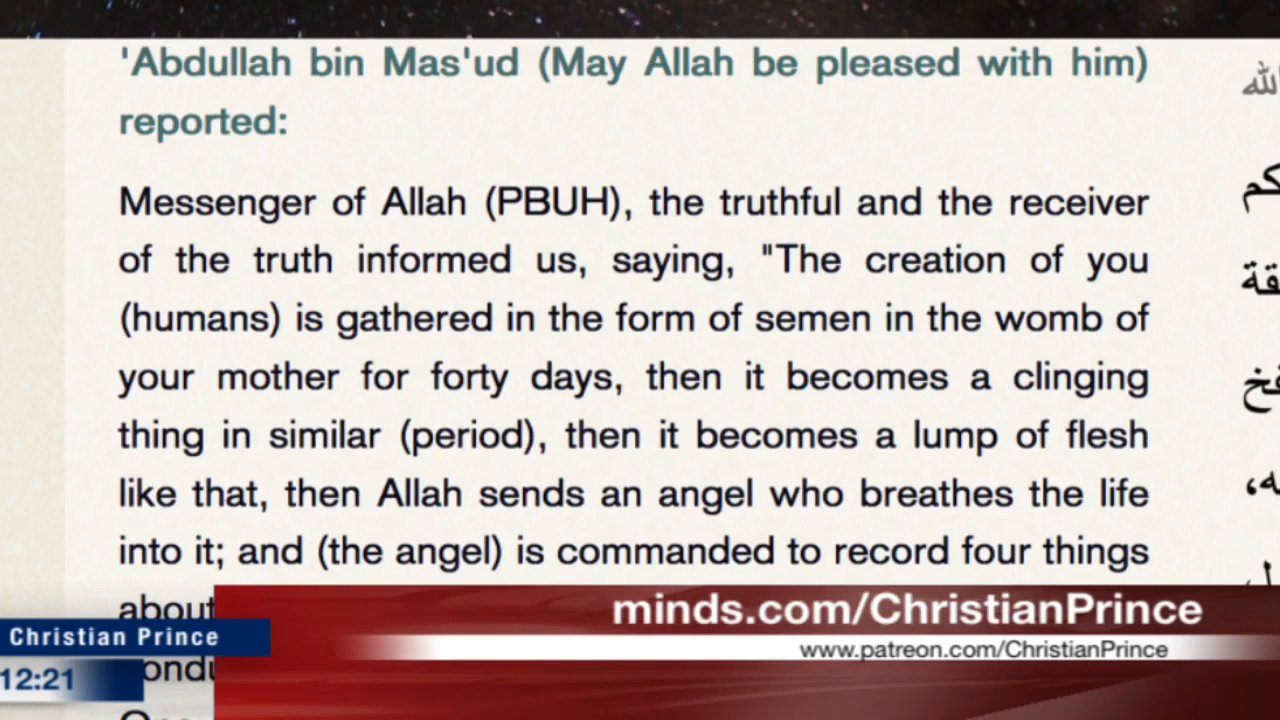 'Abdullah bin Mas'ud (May Allah be pleased with him)
reported:
Messenger of Allah (PBUH), the truthful and the receiver
of the truth informed us, saying, "The creation of you
(humans) is gathered in the form of semen in the womb of
your mother for forty days, then it becomes a clinging
thing in similar (period), then it becomes a lump of flesh
like that, then Allah sends an angel who breathes the life
into it; and (the angel) is commanded to record four things
about
الله
minds.com/ChristianPrince
www.patreon.com/ChristianPrince
Christian Prince
12:21